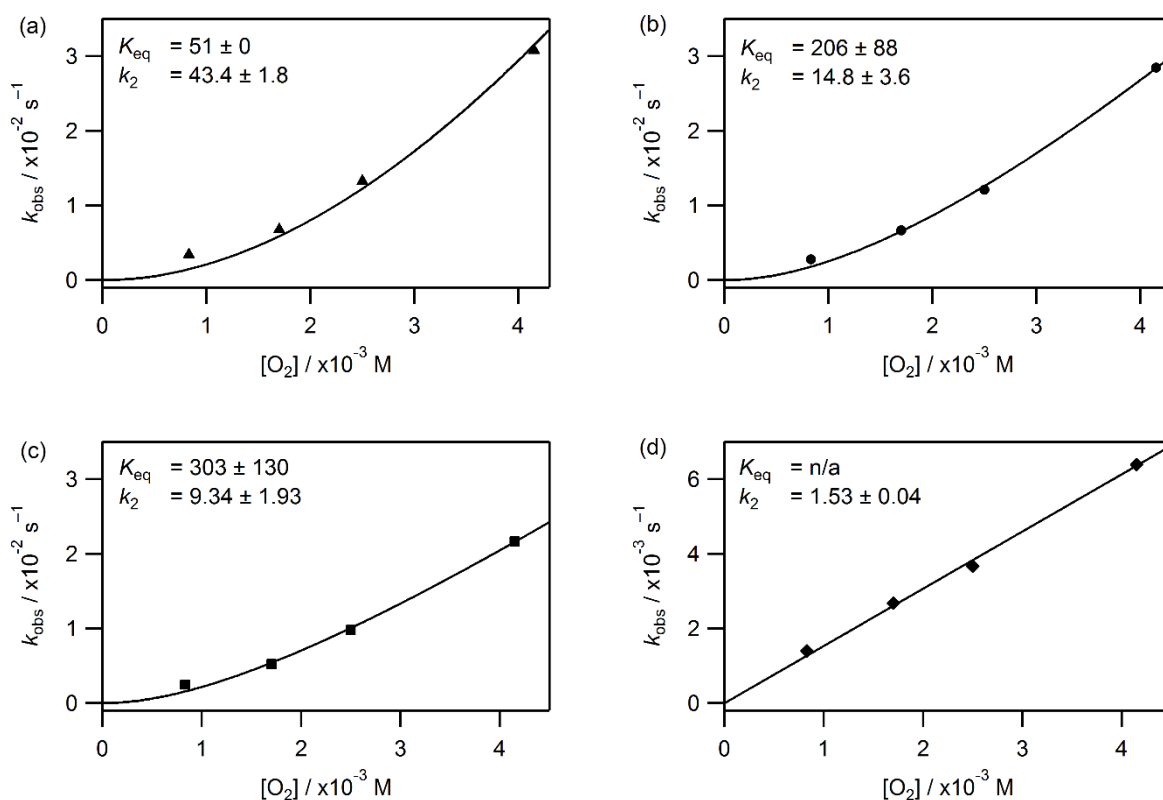 (a)
K_eq = 51 ± 0
k_2 = 43.4 ± 1.8
k_obs / x10^−2 s^−1
3
2
1
0
0 1 2 3 4
[O_2] / x10^−3 M
(b)
K_eq = 206 ± 88
k_2 = 14.8 ± 3.6
k_obs / x10^−2 s^−1
3
2
1
0
0 1 2 3 4
[O_2] / x10^−3 M
(c)
K_eq = 303 ± 130
k_2 = 9.34 ± 1.93
k_obs / x10^−2 s^−1
3
2
1
0
0 1 2 3 4
[O_2] / x10^−3 M
(d)
K_eq = n/a
k_2 = 1.53 ± 0.04
k_obs / x10^−3 s^−1
6
4
2
0
0 1 2 3 4
[O_2] / x10^−3 M